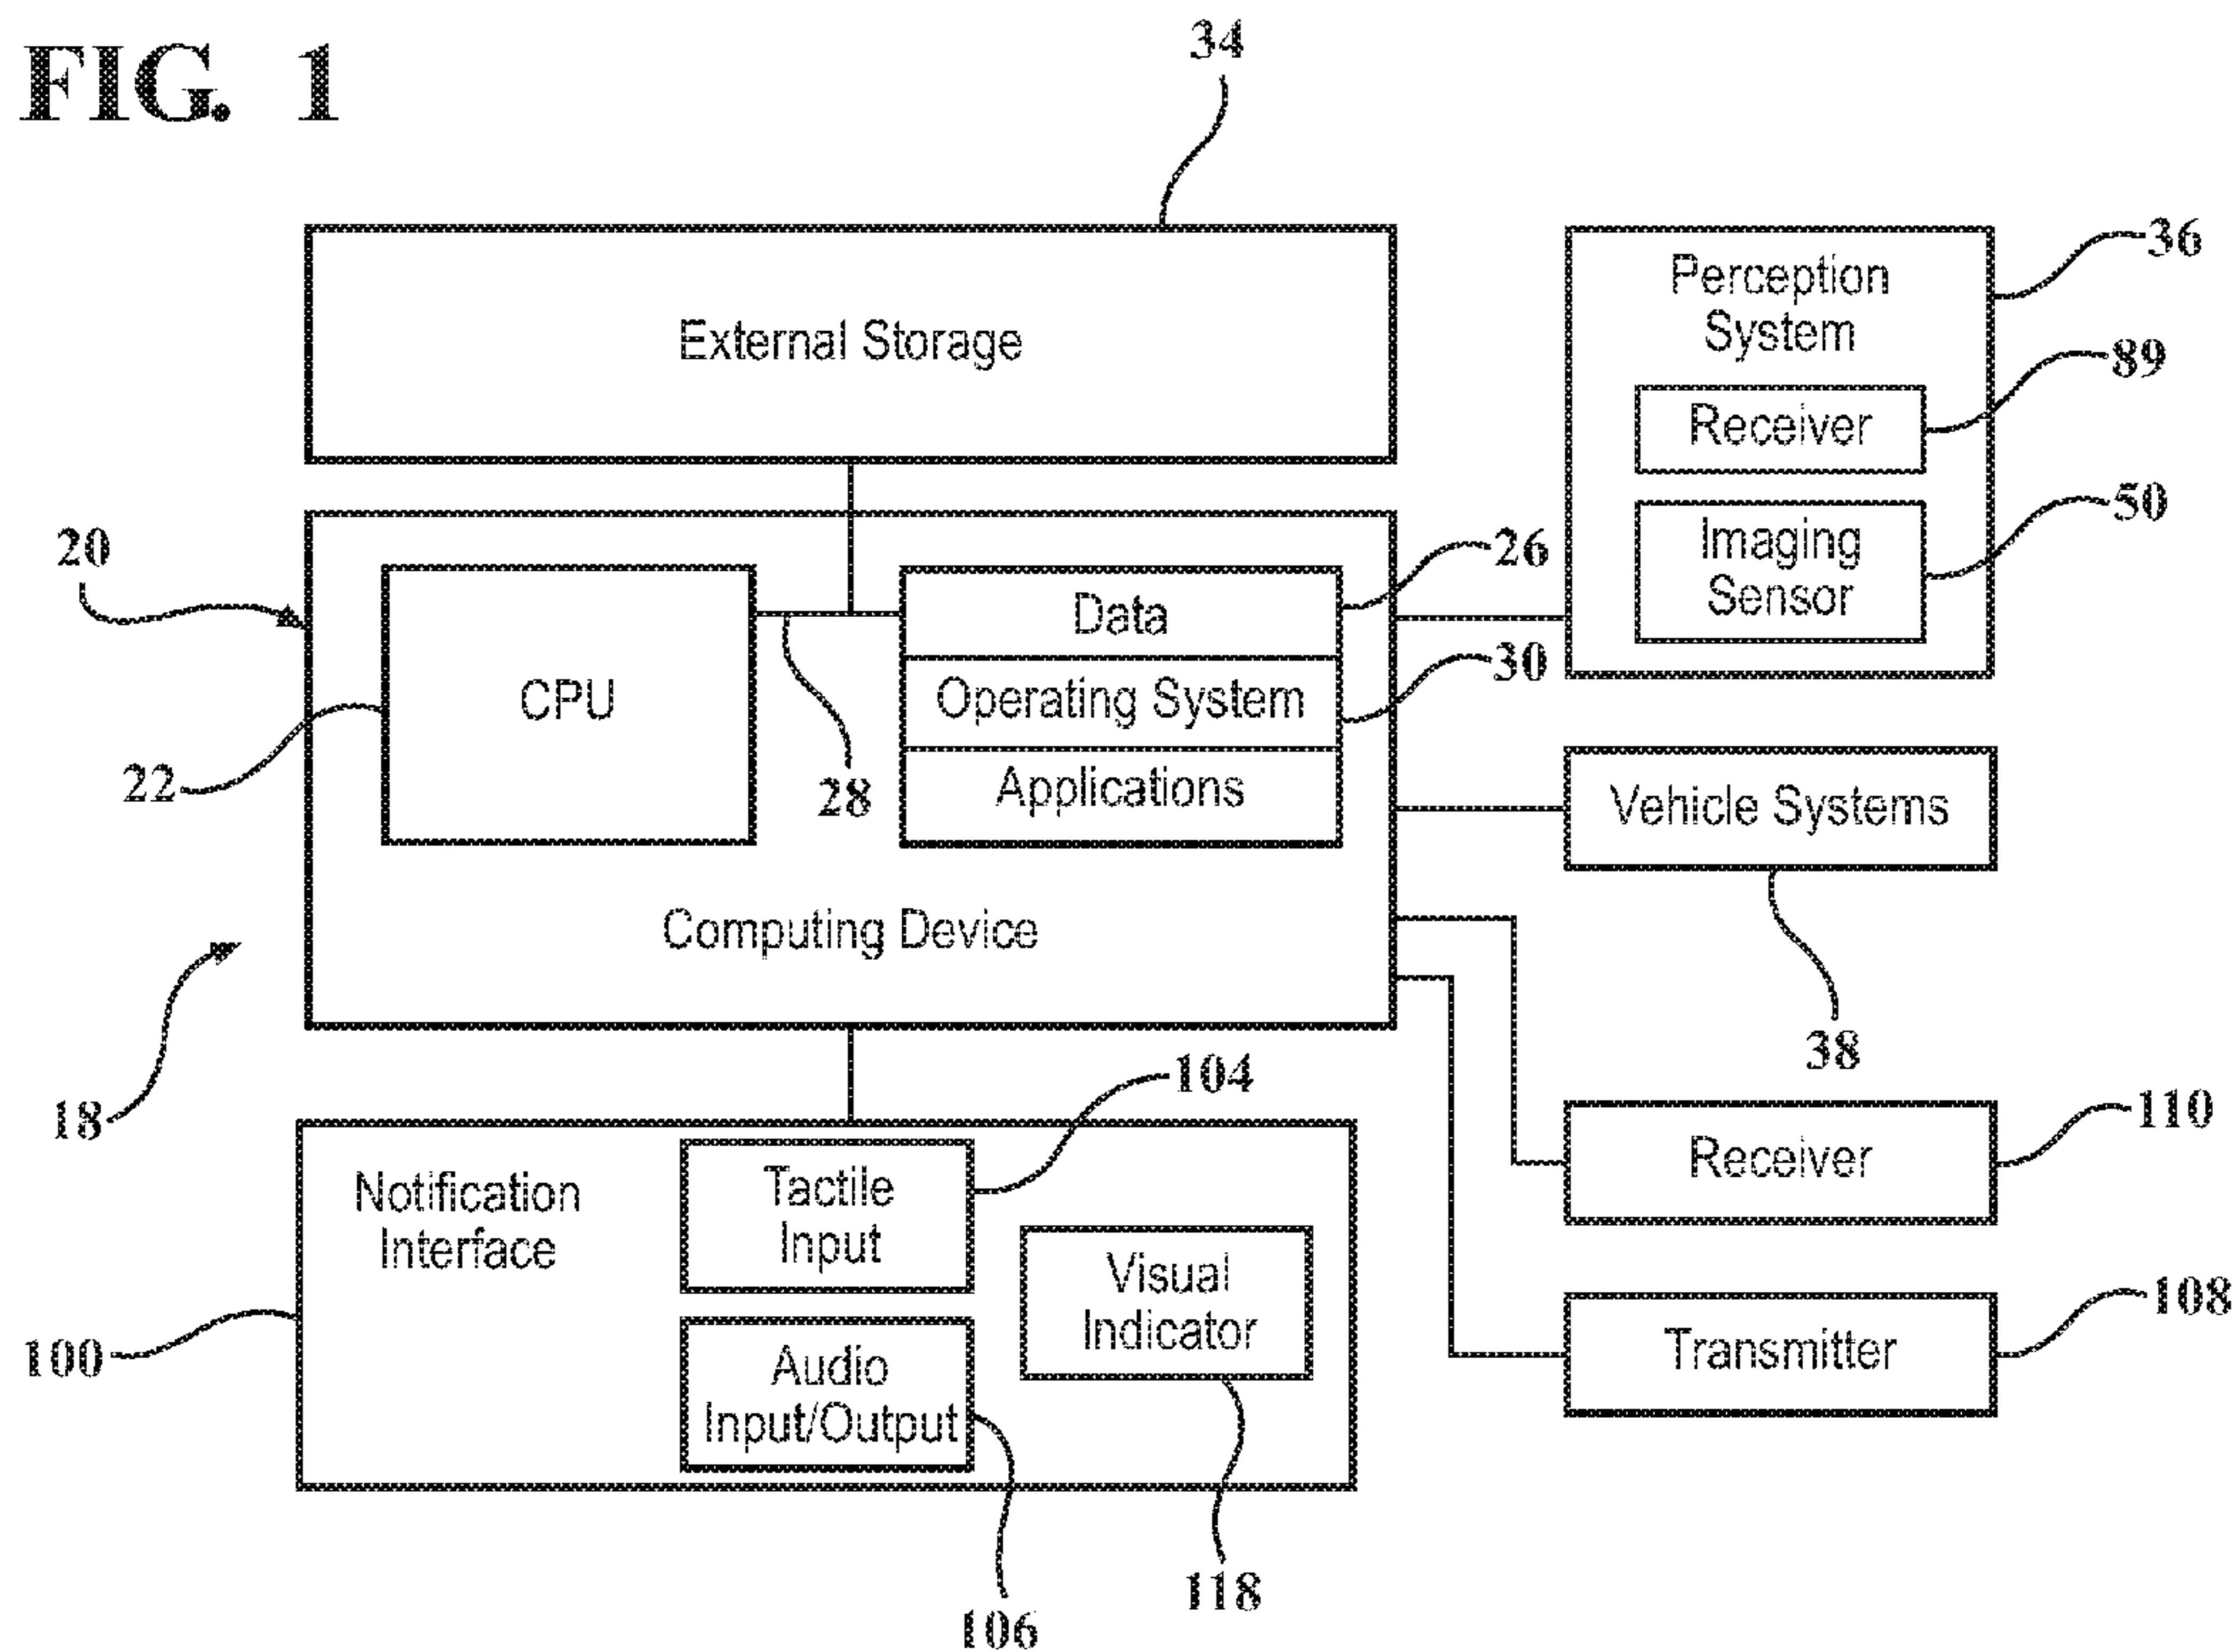 FIG. 1
34
External Storage
Perception
System
36
Receiver
89
Imaging
Sensor
50
20
CPU
22
28
Data
26
Operating System
30
Applications
Computing Device
Vehicle Systems
38
18
Notification
Interface
100
Tactile
Input
104
Audio
Input/Output
106
Visual
Indicator
118
Receiver
110
Transmitter
108